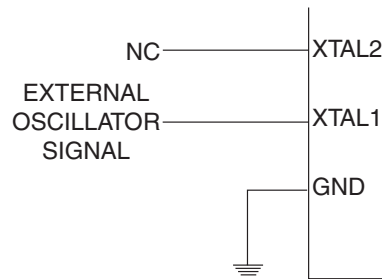 NC
XTAL2
EXTERNAL
OSCILLATOR
SIGNAL
XTAL1
GND